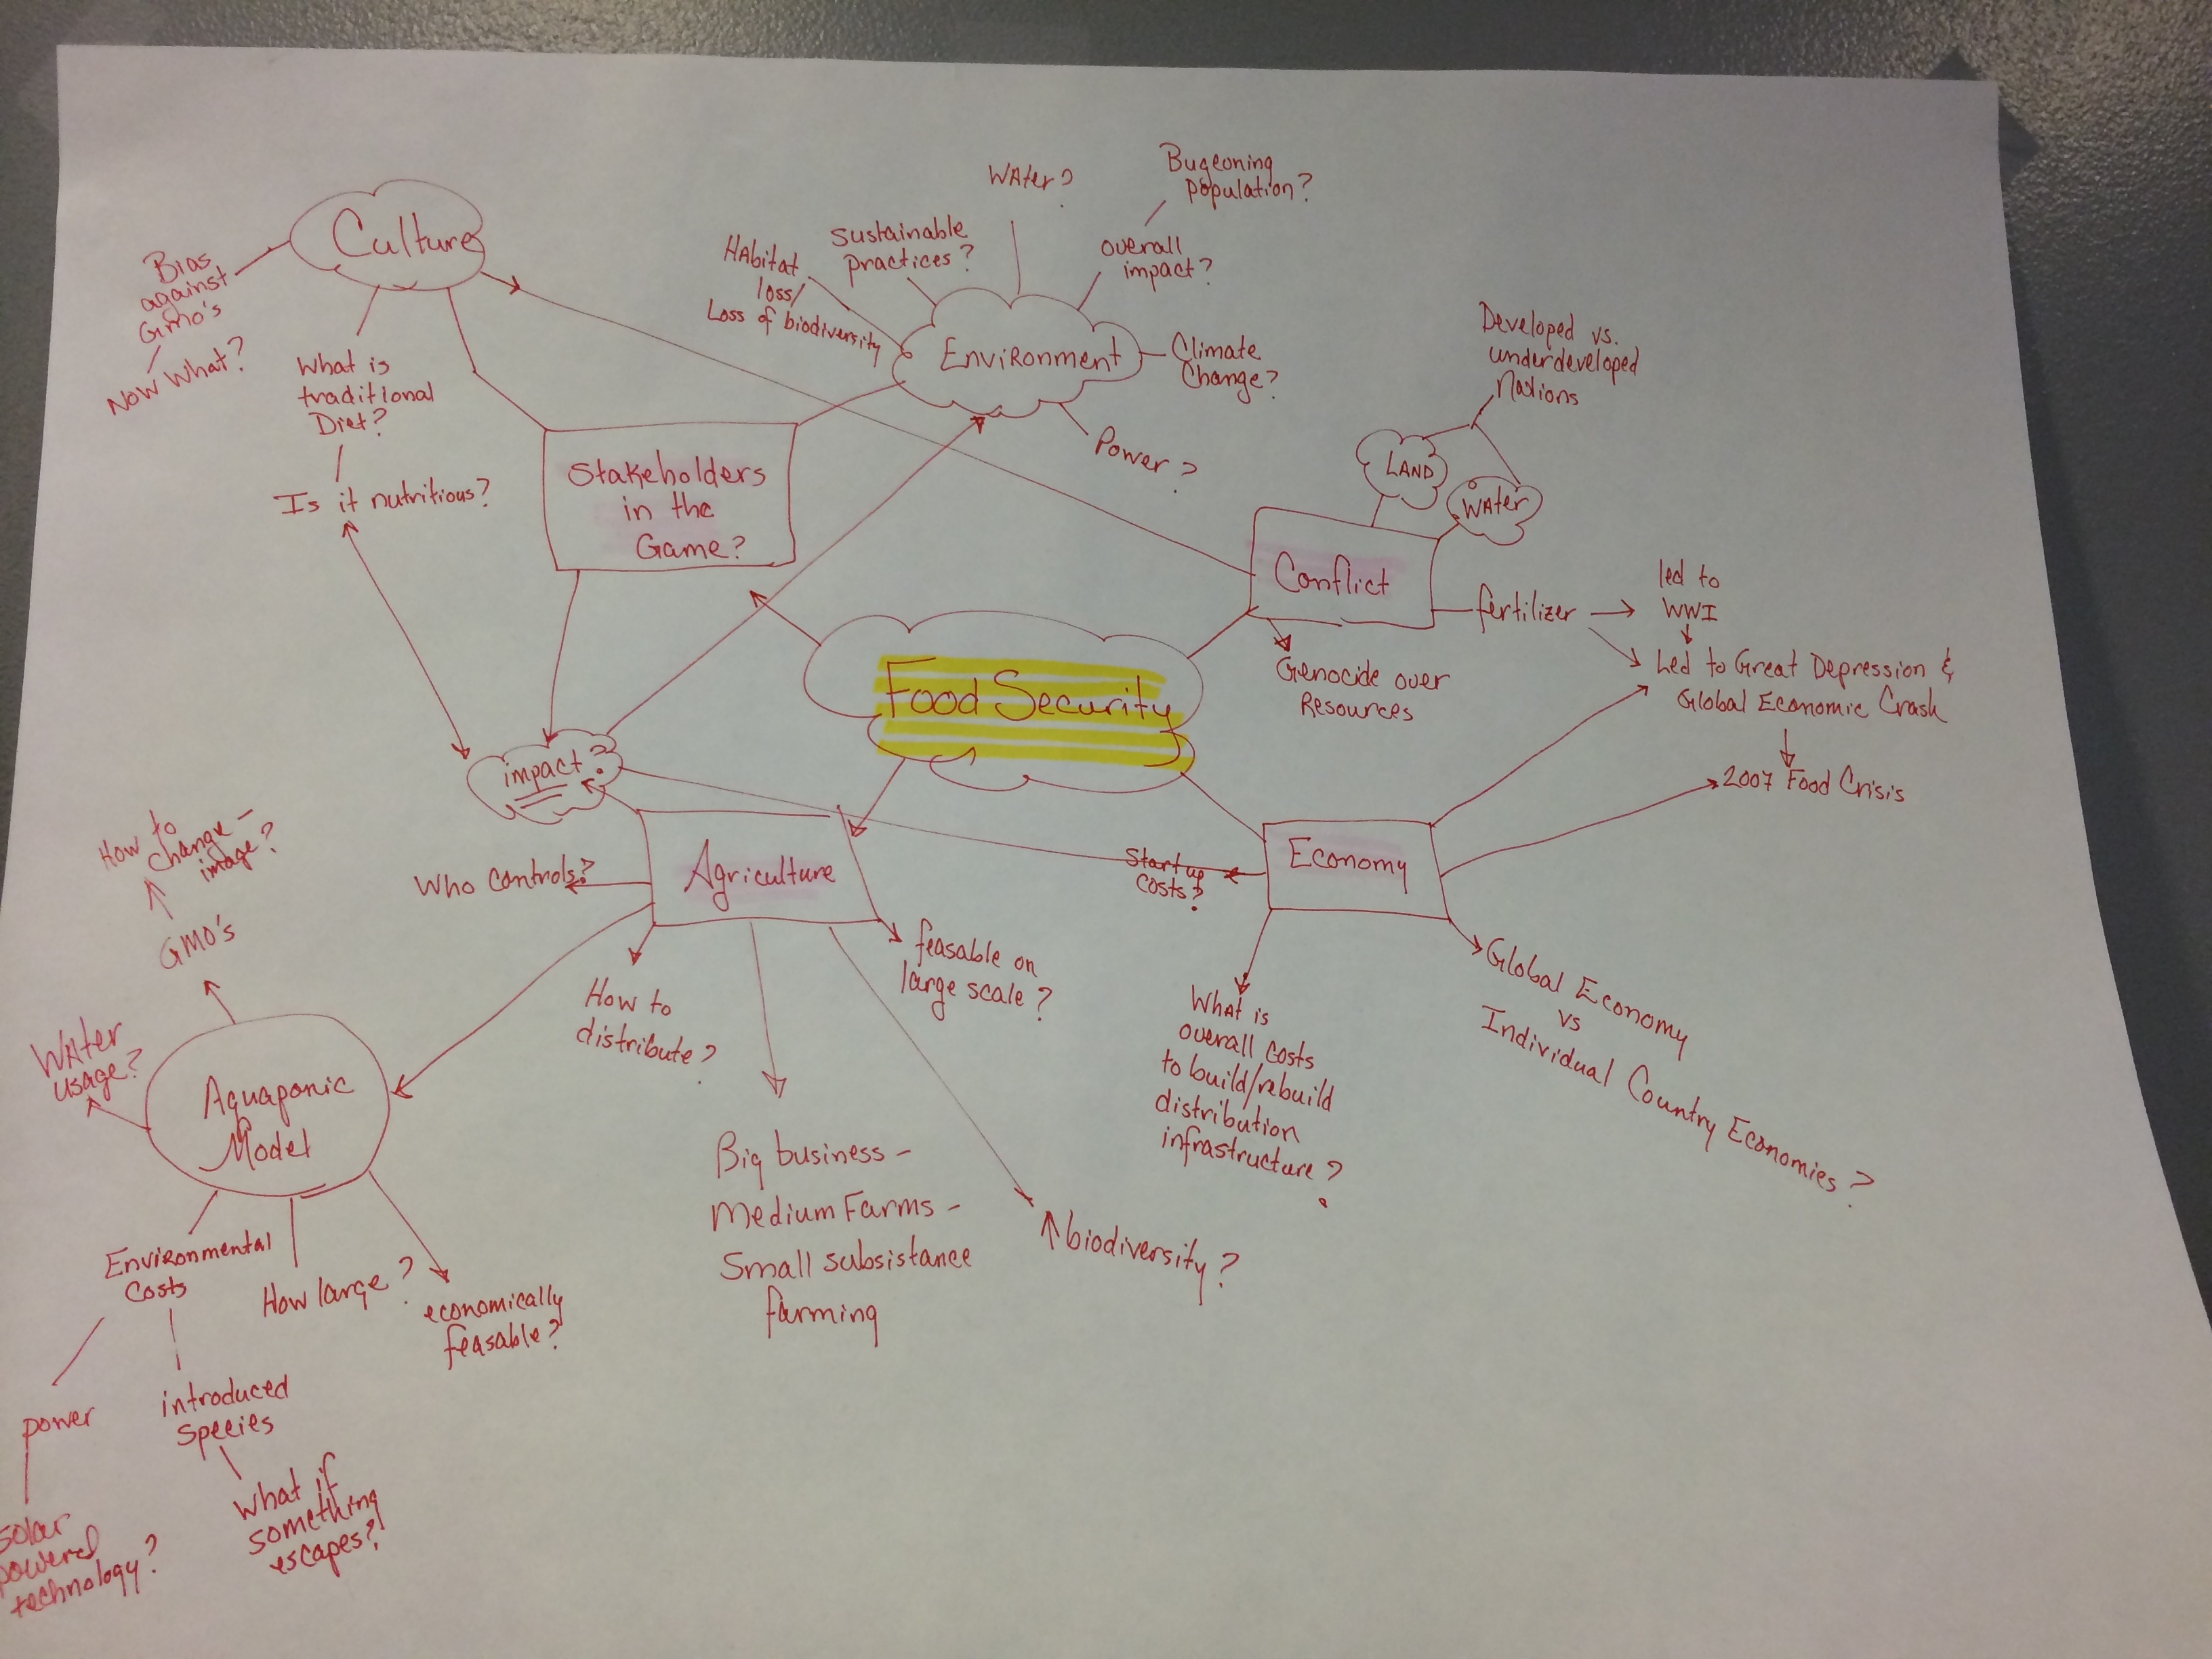 Culture
Bias
against
GMO's
Now What?
What is
traditional
Diet?
Is it nutritious?
Habitat
loss/
Loss of biodiversity
Sustainable
practices?
Water?
Bugeoning
population?
overall
impact?
Environment
Climate
Change?
Power?
Stakeholders
in the
Game?
Developed vs.
underdeveloped
Nations
LAND
Water
Conflict
fertilizer
led to
WWI
Led to Great Depression &
Global Economic Crash
2007 Food Crisis
Genocide over
Resources
Food Security
impact?
Agriculture
Who controls?
How to
distribute?
Big business -
Medium Farms -
Small subsistance
farming
feasable on
large scale?
↑ biodiversity?
Economy
Start up
costs?
What is
overall costs
to build/rebuild
distribution
infrastructure?
Global Economy
vs
Individual Country Economies?
How to
change -
image?
GMO's
Water
usage?
Aquaponic
Model
Environmental
Costs
How large?
economically
feasable?
power
introduced
Species
Solar
powered
technology?
What if
something
escapes?!